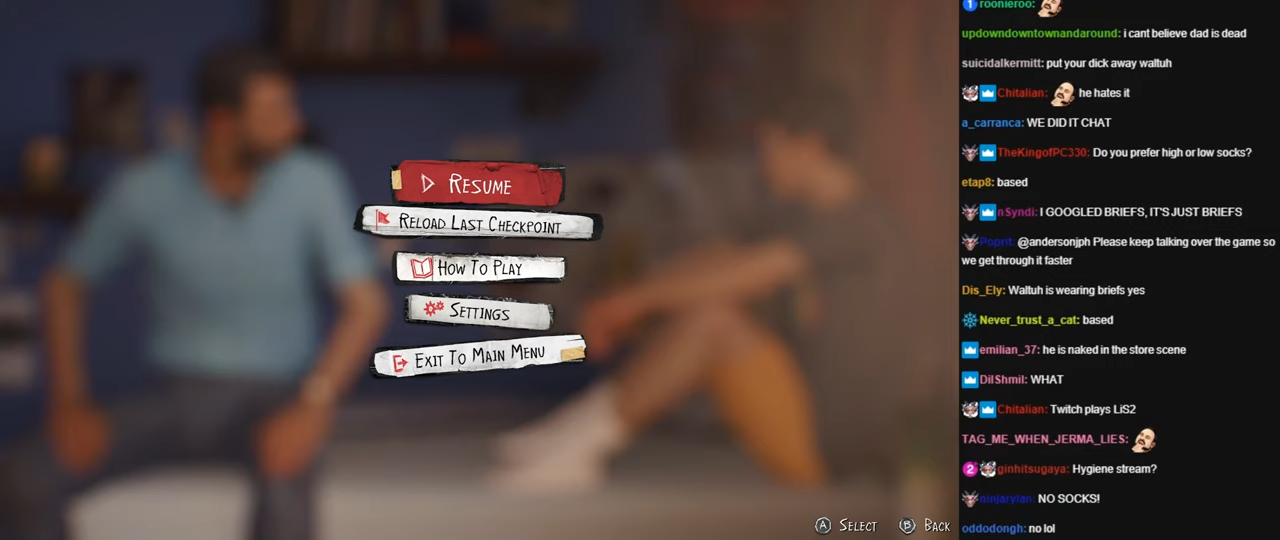 RESUME
RELOAD LAST CHECKPOINT
HOW TO PLAY
SETTINGS
EXIT TO MAIN MENU
A SELECT B BACK
1 roonieroo:
updowndowntownandaround: i cant believe dad is dead
suicidalkermitt: put your dick away waltuh
Chitalian: he hates it
a_carranca: WE DID IT CHAT
TheKingofPC330: Do you prefer high or low socks?
etap8: based
nSyndi: I GOOGLED BRIEFS, IT'S JUST BRIEFS
Poprit: @andersonjph Please keep talking over the game so
we get through it faster
Dis_Ely: Waltuh is wearing briefs yes
Never_trust_a_cat: based
emilian_37: he is naked in the store scene
DilShmil: WHAT
Chitalian: Twitch plays LiS2
TAG_ME_WHEN_JERMA_LIES:
2 ginhitsugaya: Hygiene stream?
ninjarylan: NO SOCKS!
oddodongh: no lol